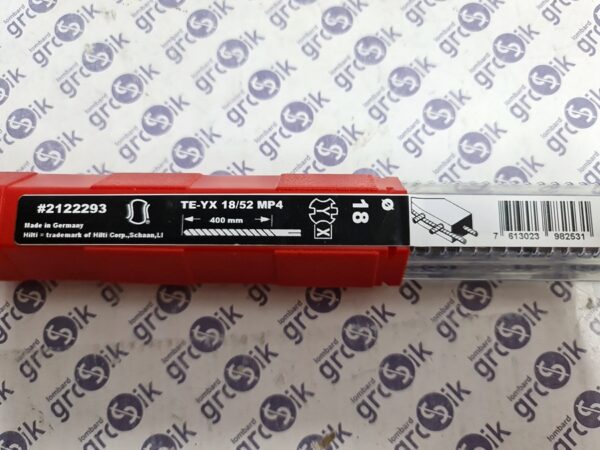 #2122293
Made in Germany
Hilti = trademark of Hilti Corp.,Schaan,LI
TE-YX 18/52 MP4
400 mm
X
18
7 613023 982531
lombard
grosik